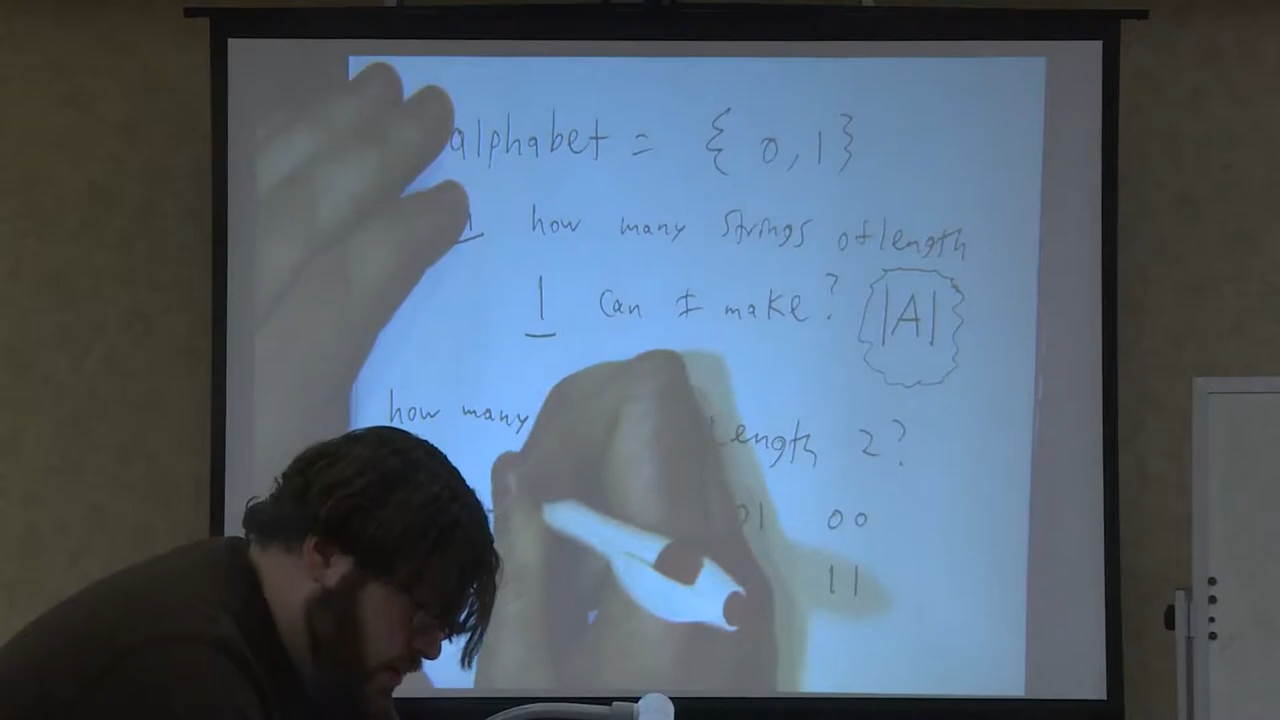 alphabet = { 0, 1 }
how many strings of length
1 can I make? |A|
how many length 2?
01 00
11